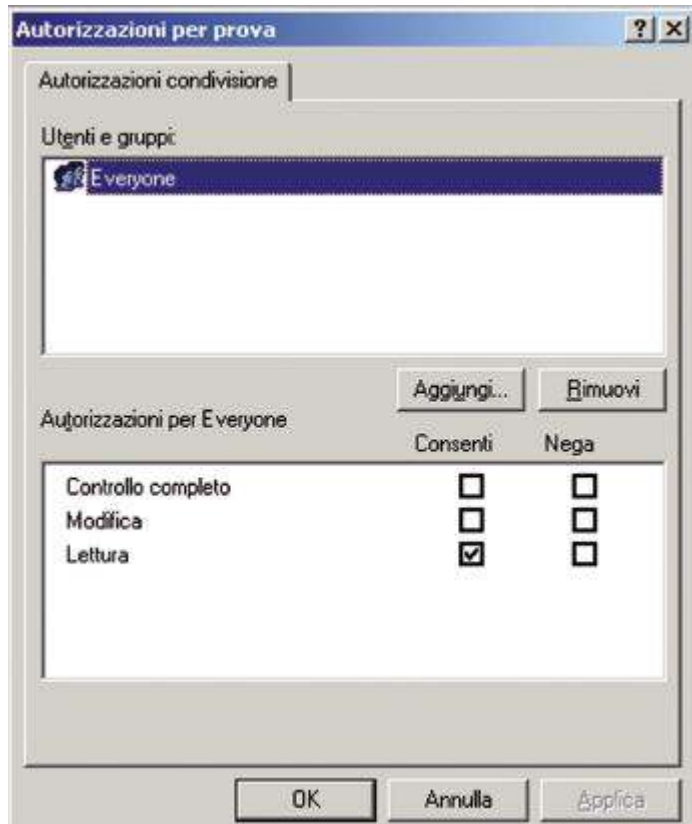 Autorizzazioni per prova
Autorizzazioni condivisione
Utenti e gruppi:
Everyone
Aggiungi... Rimuovi
Autorizzazioni per Everyone
Consenti Nega
Controllo completo
Modifica
Lettura
OK Annulla Applica